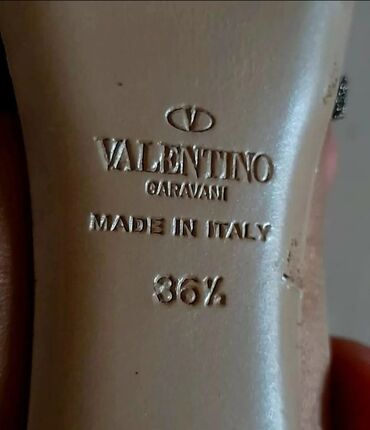 V
VALENTINO
GARAVANI
MADE IN ITALY
36½